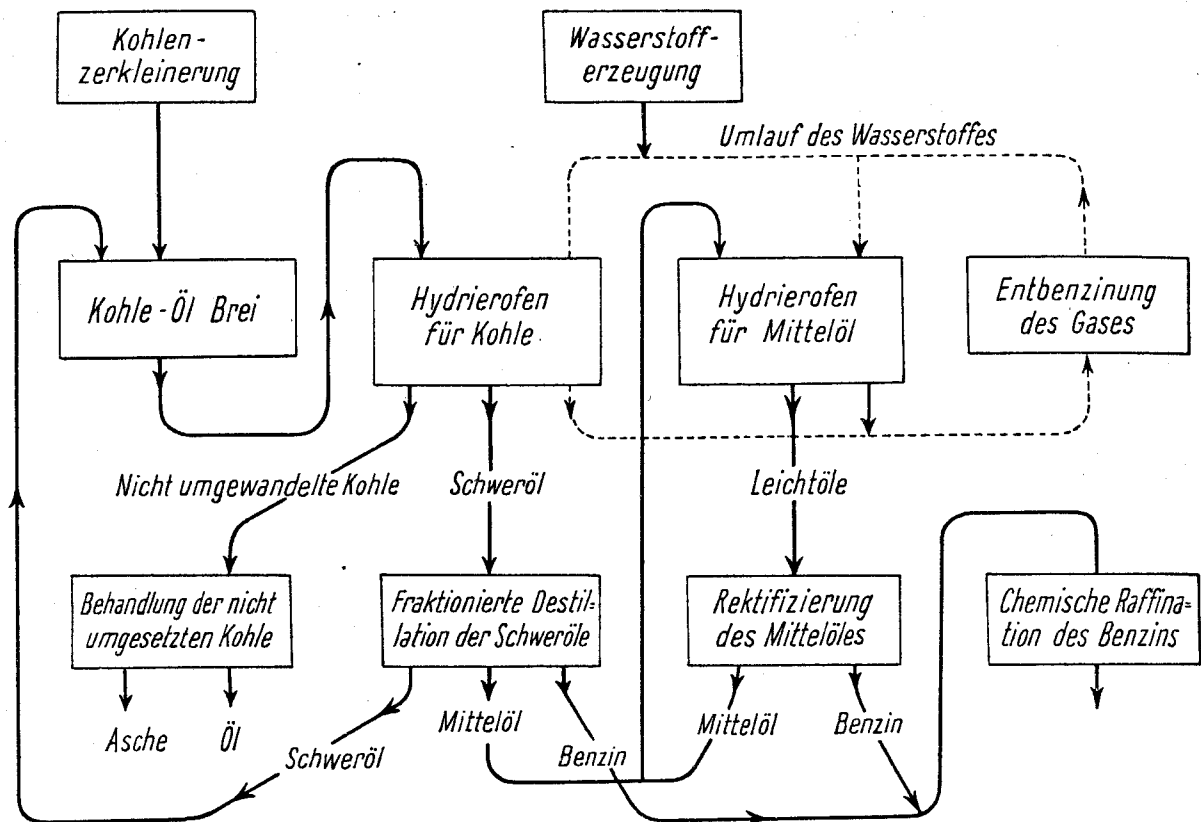 Kohlen-
zerkleinerung
Wasserstoff-
erzeugung
Umlauf des Wasserstoffes
Kohle-Öl Brei
Hydrierofen
für Kohle
Hydrierofen
für Mittelöl
Entbenzinung
des Gases
Nicht umgewandelte Kohle
Schweröl
Leichtöle
Behandlung der nicht
umgesetzten Kohle
Fraktionierte Destil=
lation der Schweröle
Rektifizierung
des Mittelöles
Chemische Raffina=
tion des Benzins
Asche
Öl
Schweröl
Mittelöl
Benzin
Mittelöl
Benzin